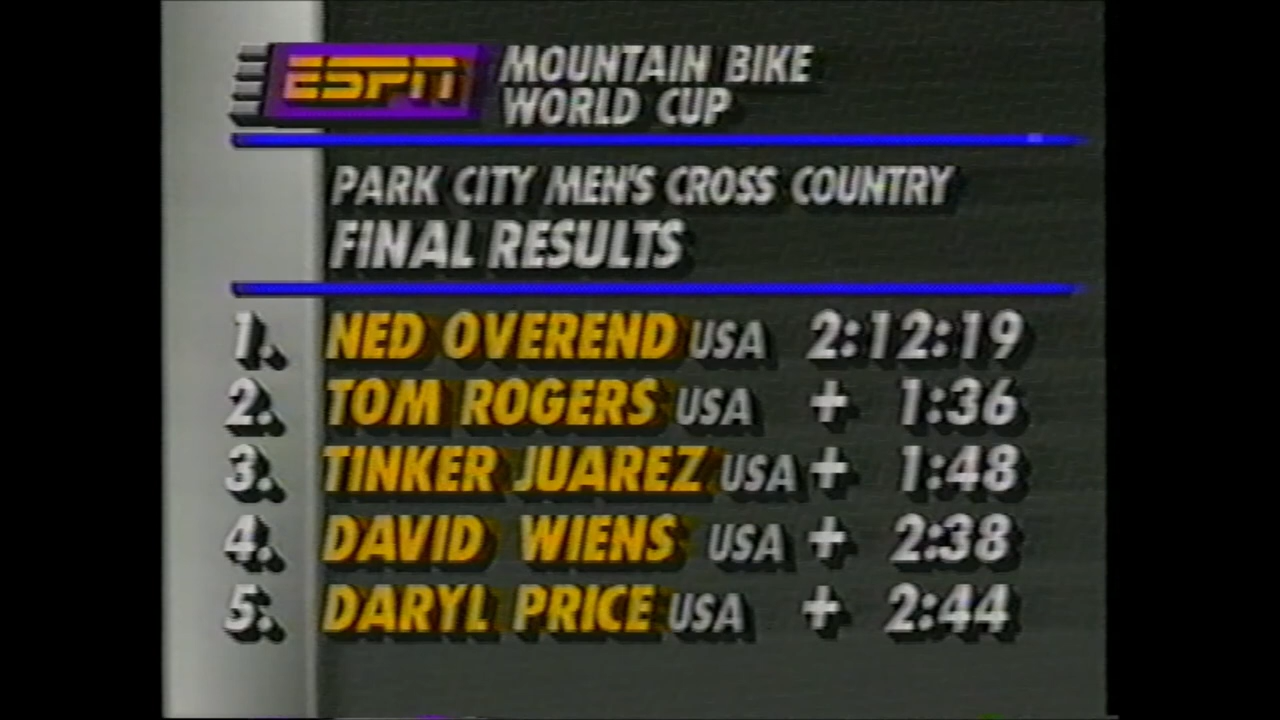 ESPN
MOUNTAIN BIKE
WORLD CUP
PARK CITY MEN'S CROSS COUNTRY
FINAL RESULTS
1. NED OVEREND USA 2:12:19
2. TOM ROGERS USA + 1:36
3. TINKER JUAREZ USA + 1:48
4. DAVID WIENS USA + 2:38
5. DARYL PRICE USA + 2:44